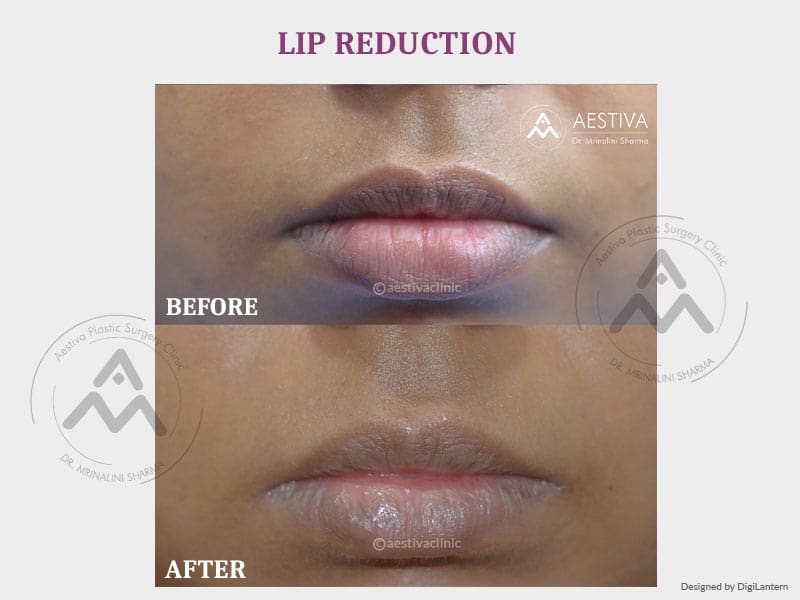 LIP REDUCTION
AESTIVA
Dr. Mrinalini Sharma
Aestiva Plastic Surgery Clinic
DR. MRINALINI SHARMA
©aestivaclinic
BEFORE
Aestiva Plastic Surgery Clinic
DR. MRINALINI SHARMA
©aestivaclinic
AFTER
Designed by DigiLantern